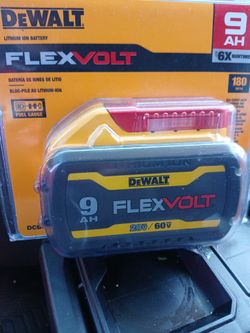 DEWALT
LITHIUM ION BATTERY
FLEXVOLT
9
AH
6X RUNTIME
BATERÍA DE IONES DE LITIO
BLOC-PILE AU LITHIUM-ION
FUEL GAUGE
180
DEWALT
9
AH
FLEXVOLT
20V / 60V